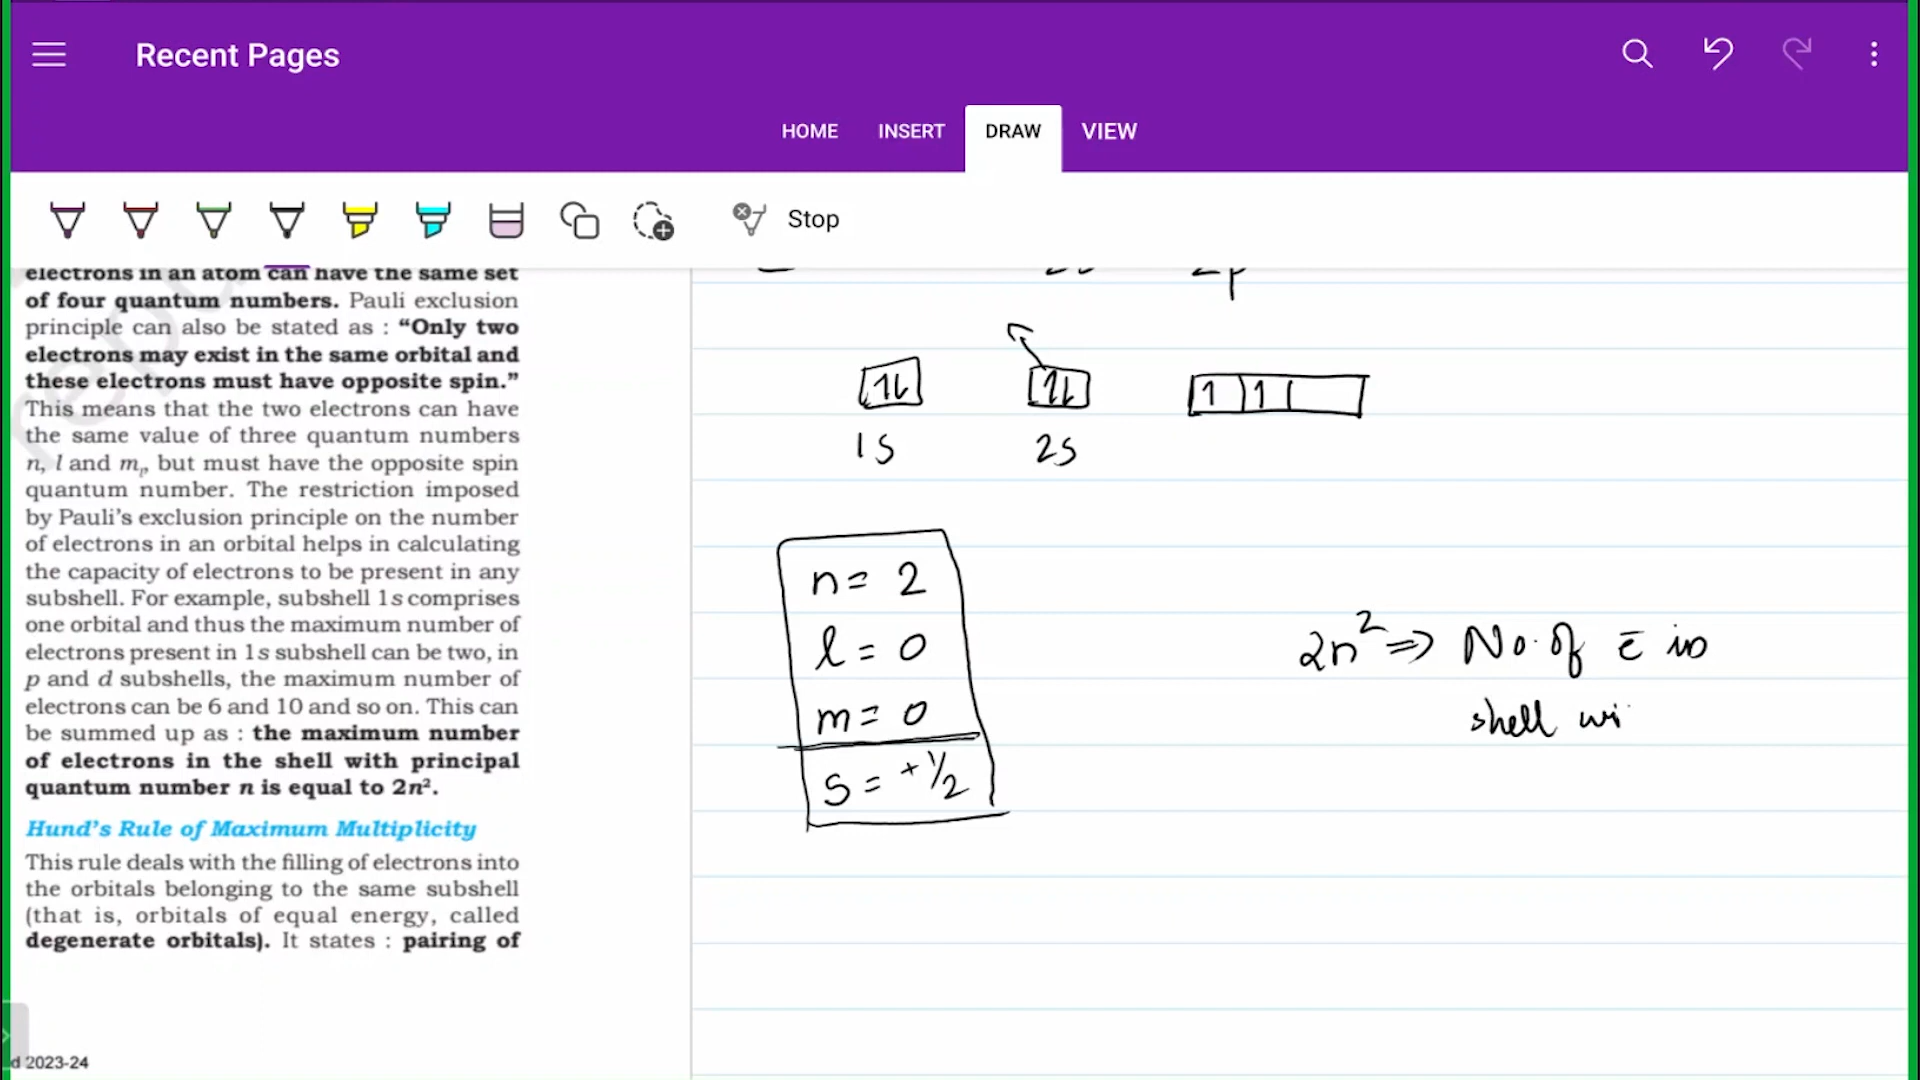 Recent Pages
HOME INSERT DRAW VIEW
Stop
electrons in an atom can have the same set
of four quantum numbers. Pauli exclusion
principle can also be stated as : “Only two
electrons may exist in the same orbital and
these electrons must have opposite spin.”
This means that the two electrons can have
the same value of three quantum numbers
n, l and mₗ, but must have the opposite spin
quantum number. The restriction imposed
by Pauli’s exclusion principle on the number
of electrons in an orbital helps in calculating
the capacity of electrons to be present in any
subshell. For example, subshell 1s comprises
one orbital and thus the maximum number of
electrons present in 1s subshell can be two, in
p and d subshells, the maximum number of
electrons can be 6 and 10 and so on. This can
be summed up as : the maximum number
of electrons in the shell with principal
quantum number n is equal to 2n².
Hund’s Rule of Maximum Multiplicity
This rule deals with the filling of electrons into
the orbitals belonging to the same subshell
(that is, orbitals of equal energy, called
degenerate orbitals). It states : pairing of
d 2023-24
2p
1s 2s
n = 2
l = 0
m = 0
s = +1/2
2n² ⇒ No. of e̅ in
shell wi